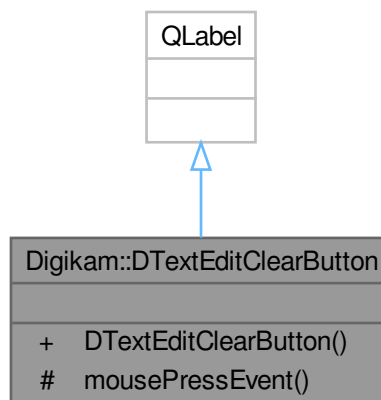 QLabel
Digikam::DTextEditClearButton
+ DTextEditClearButton()
# mousePressEvent()